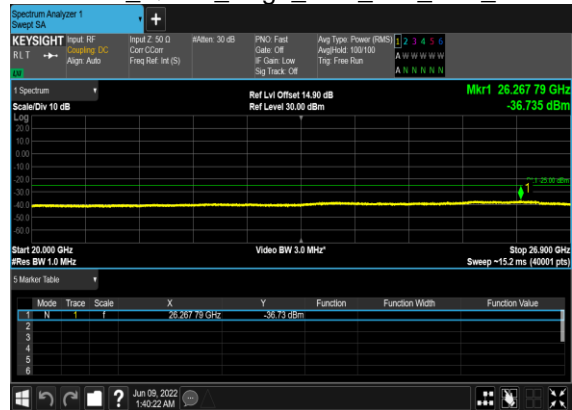 Spectrum Analyzer 1
Swept SA
+
KEYSIGHT Input: RF Input Z: 50 Ω #Atten: 30 dB PNO: Fast Avg Type: Power (RMS) 1 2 3 4 5 6
RLT Coupling: DC Corr CCorr Gate: Off Avg|Hold: 100/100 A W W W W W
Align: Auto Freq Ref: Int (S) IF Gain: Low Trig: Free Run
Sig Track: Off A N N N N N
1 Spectrum Ref Lvl Offset 14.90 dB Mkr1 26.267 79 GHz
Scale/Div 10 dB Ref Level 30.00 dBm -36.735 dBm
Log
20.0
10.0
0.00
-10.0
-20.0
-25.00 dBm
1
-30.0
-40.0
-50.0
-60.0
Start 20.000 GHz Video BW 3.0 MHz* Stop 26.900 GHz
#Res BW 1.0 MHz Sweep ~15.2 ms (40001 pts)
5 Marker Table
Mode Trace Scale X Y Function Function Width Function Value
1 N 1 f 26.267 79 GHz -36.73 dBm
2
3
4
5
6
? Jun 09, 2022
1:40:22 AM